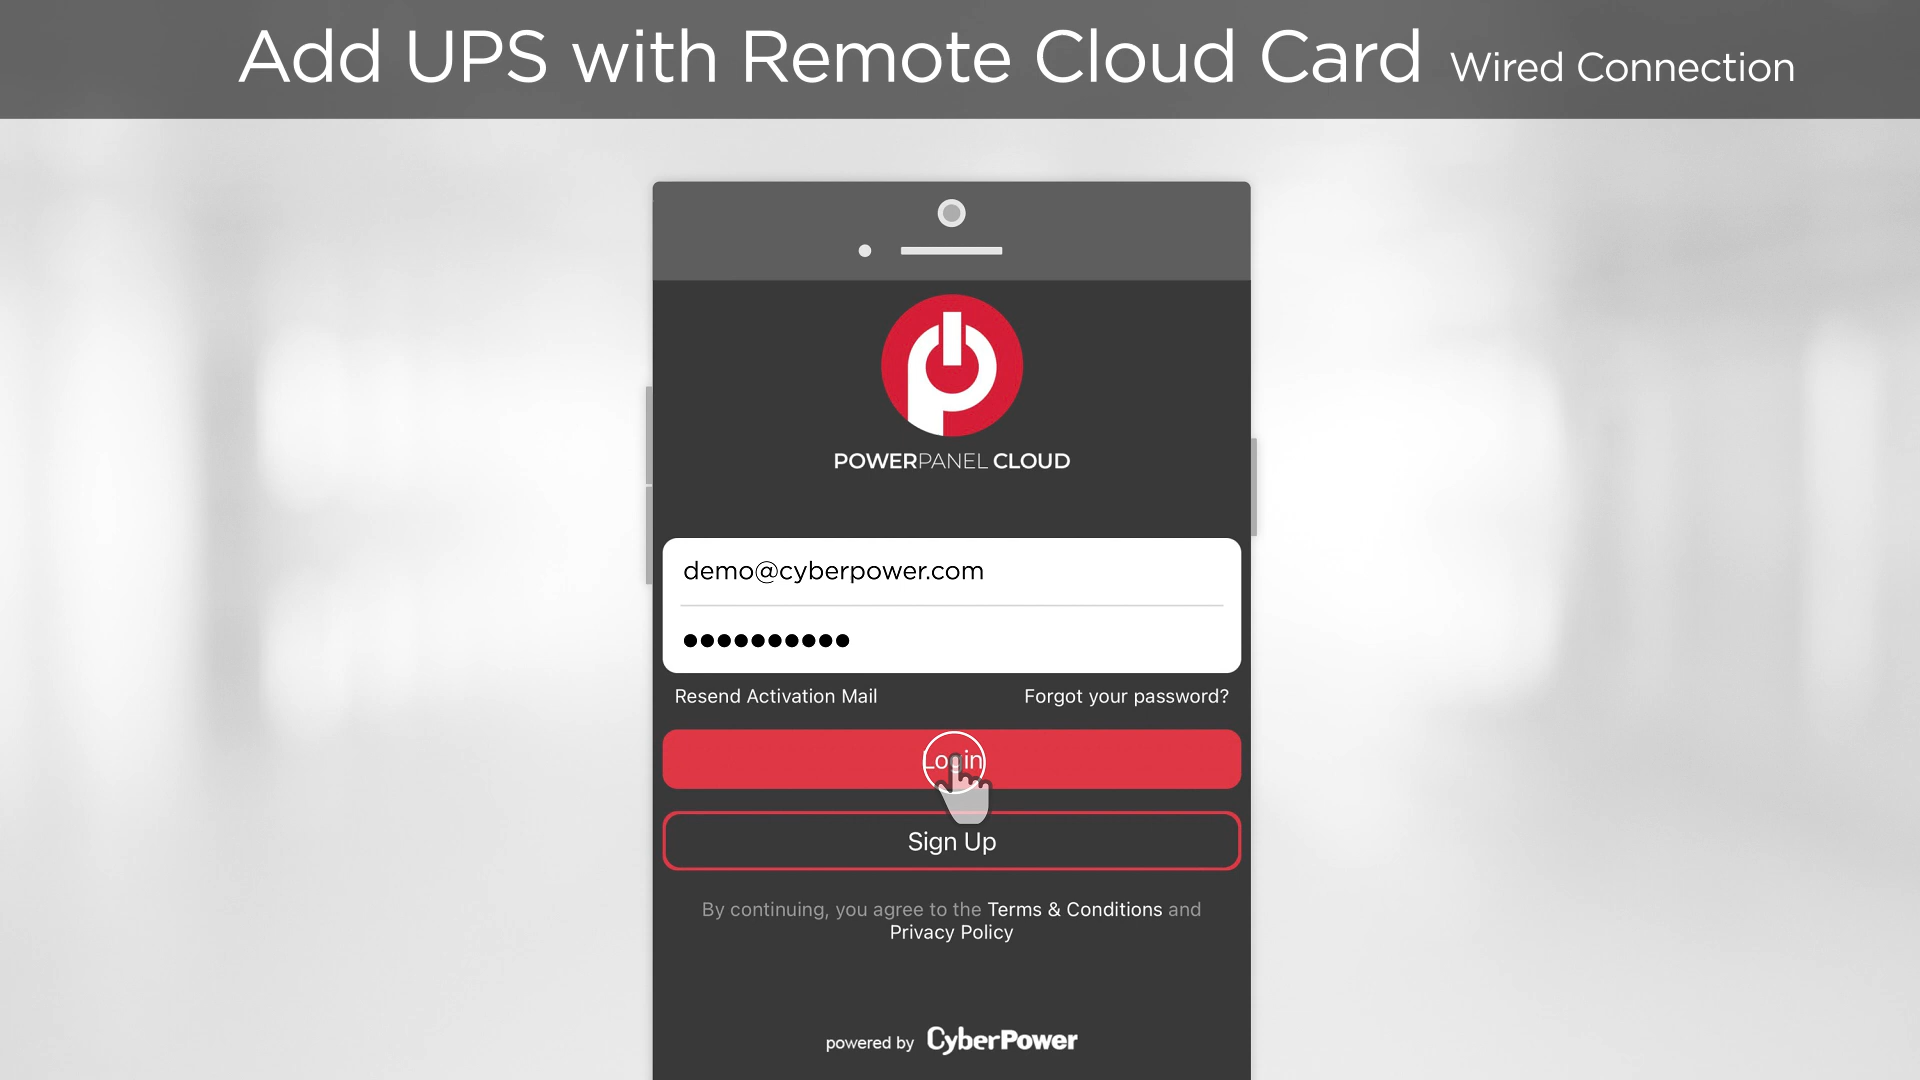 Add UPS with Remote Cloud Card Wired Connection
POWERPANEL CLOUD
demo@cyberpower.com
●●●●●●●●●●
Resend Activation Mail Forgot your password?
Login
Sign Up
By continuing, you agree to the Terms & Conditions and
Privacy Policy
powered by CyberPower